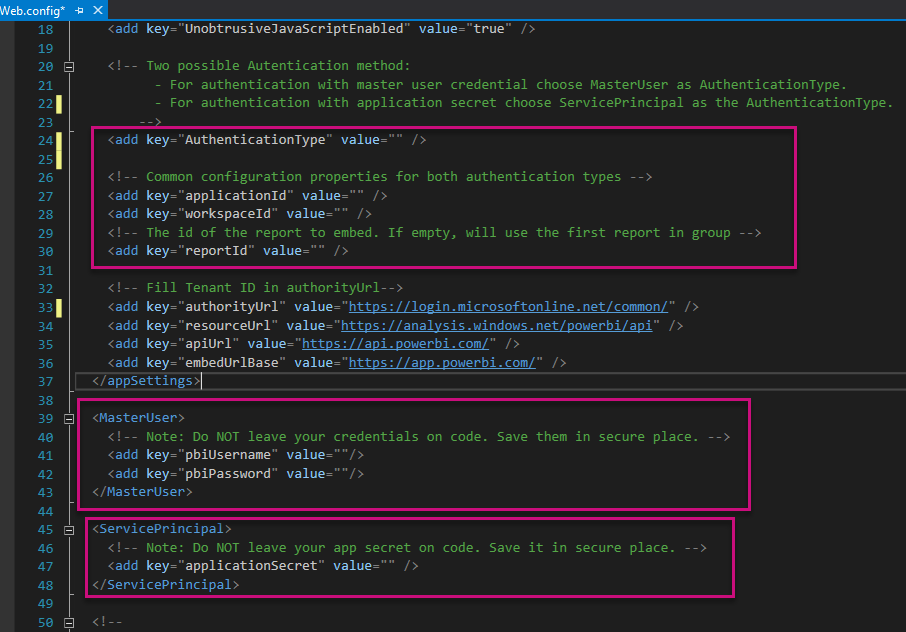 Web.config*
18 <add key="UnobtrusiveJavaScriptEnabled" value="true" />
19
20 <!-- Two possible Autentication method:
21 - For authentication with master user credential choose MasterUser as AuthenticationType.
22 - For authentication with application secret choose ServicePrincipal as the AuthenticationType.
23 -->
24 <add key="AuthenticationType" value="" />
25
26 <!-- Common configuration properties for both authentication types -->
27 <add key="applicationId" value="" />
28 <add key="workspaceId" value="" />
29 <!-- The id of the report to embed. If empty, will use the first report in group -->
30 <add key="reportId" value="" />
31
32 <!-- Fill Tenant ID in authorityUrl-->
33 <add key="authorityUrl" value="https://login.microsoftonline.net/common/" />
34 <add key="resourceUrl" value="https://analysis.windows.net/powerbi/api" />
35 <add key="apiUrl" value="https://api.powerbi.com/" />
36 <add key="embedUrlBase" value="https://app.powerbi.com/" />
37 </appSettings>
38
39 <MasterUser>
40 <!-- Note: Do NOT leave your credentials on code. Save them in secure place. -->
41 <add key="pbiUsername" value=""/>
42 <add key="pbiPassword" value=""/>
43 </MasterUser>
44
45 <ServicePrincipal>
46 <!-- Note: Do NOT leave your app secret on code. Save it in secure place. -->
47 <add key="applicationSecret" value="" />
48 </ServicePrincipal>
49
50 <!--